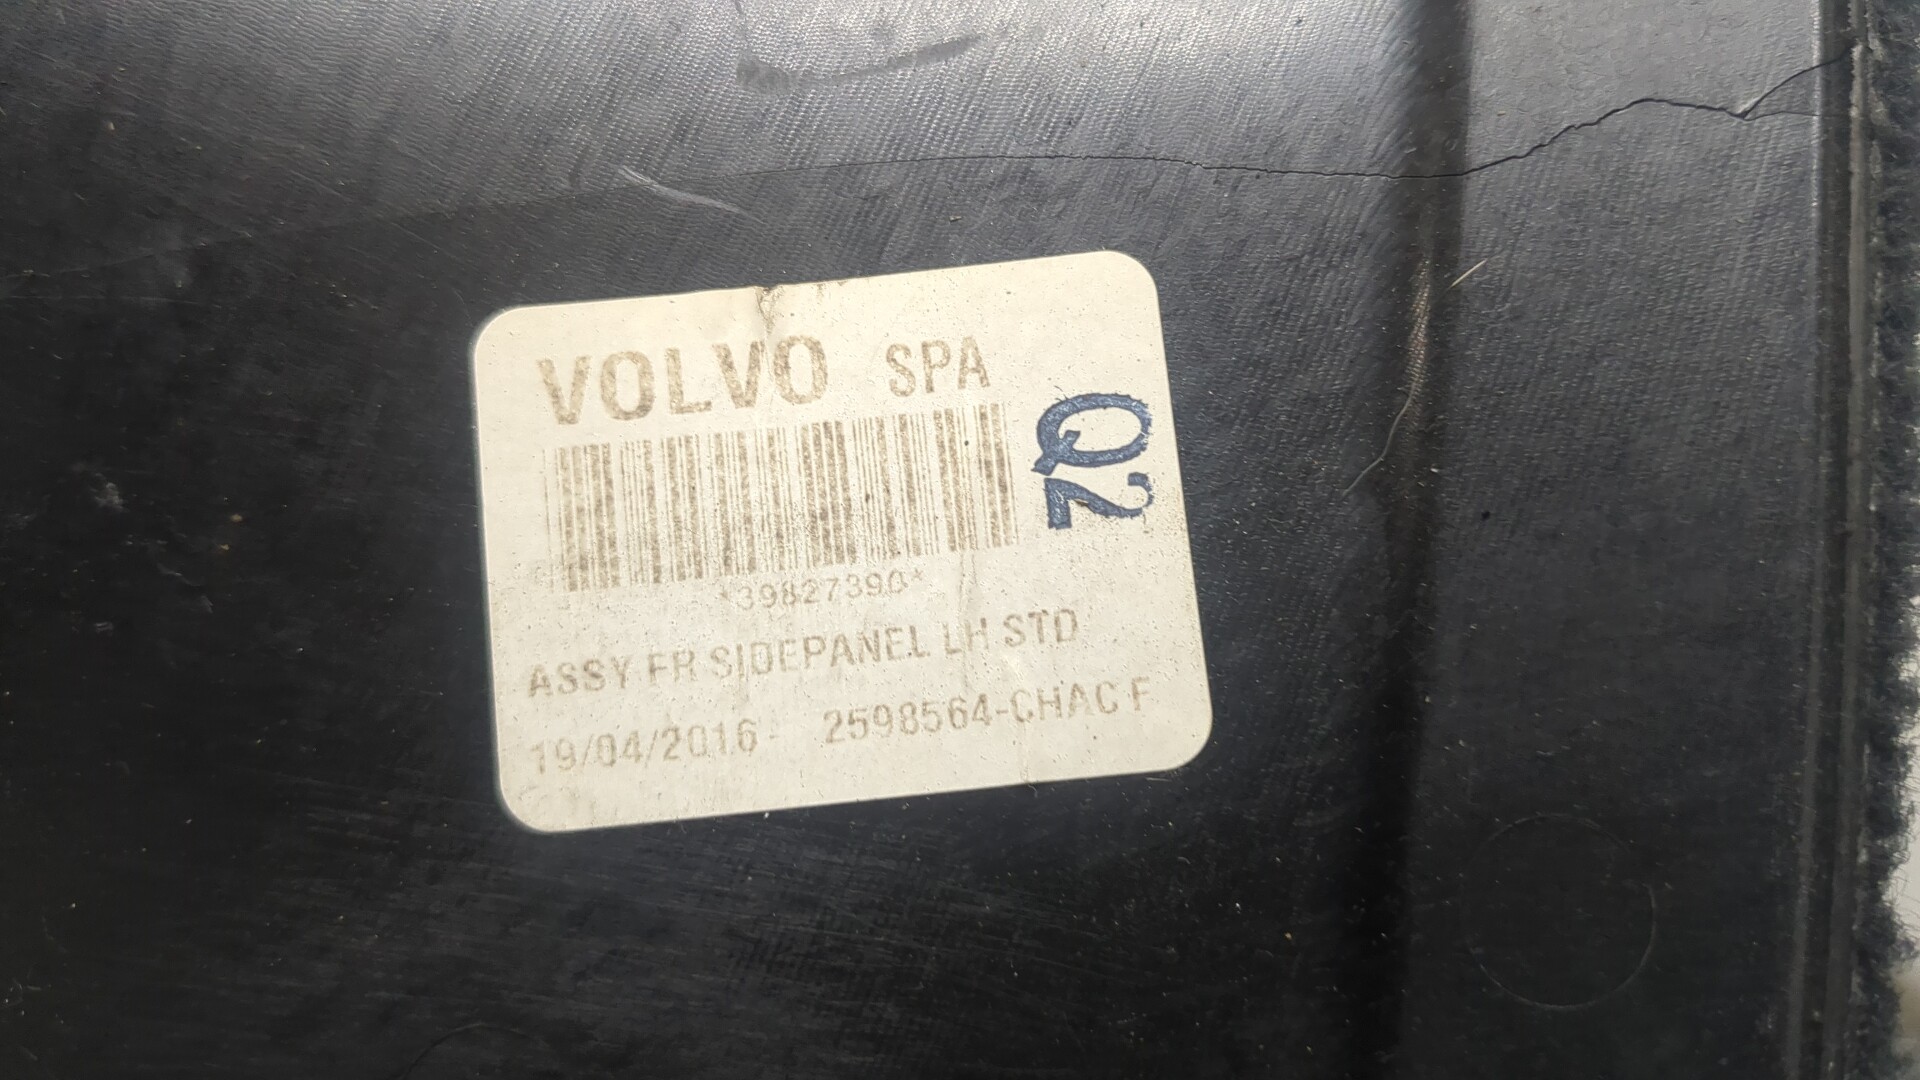 VOLVO SPA
Q2
*39827390*
ASSY FR SIDEPANEL LH STD
19/04/2016- 2598564-CHAC F